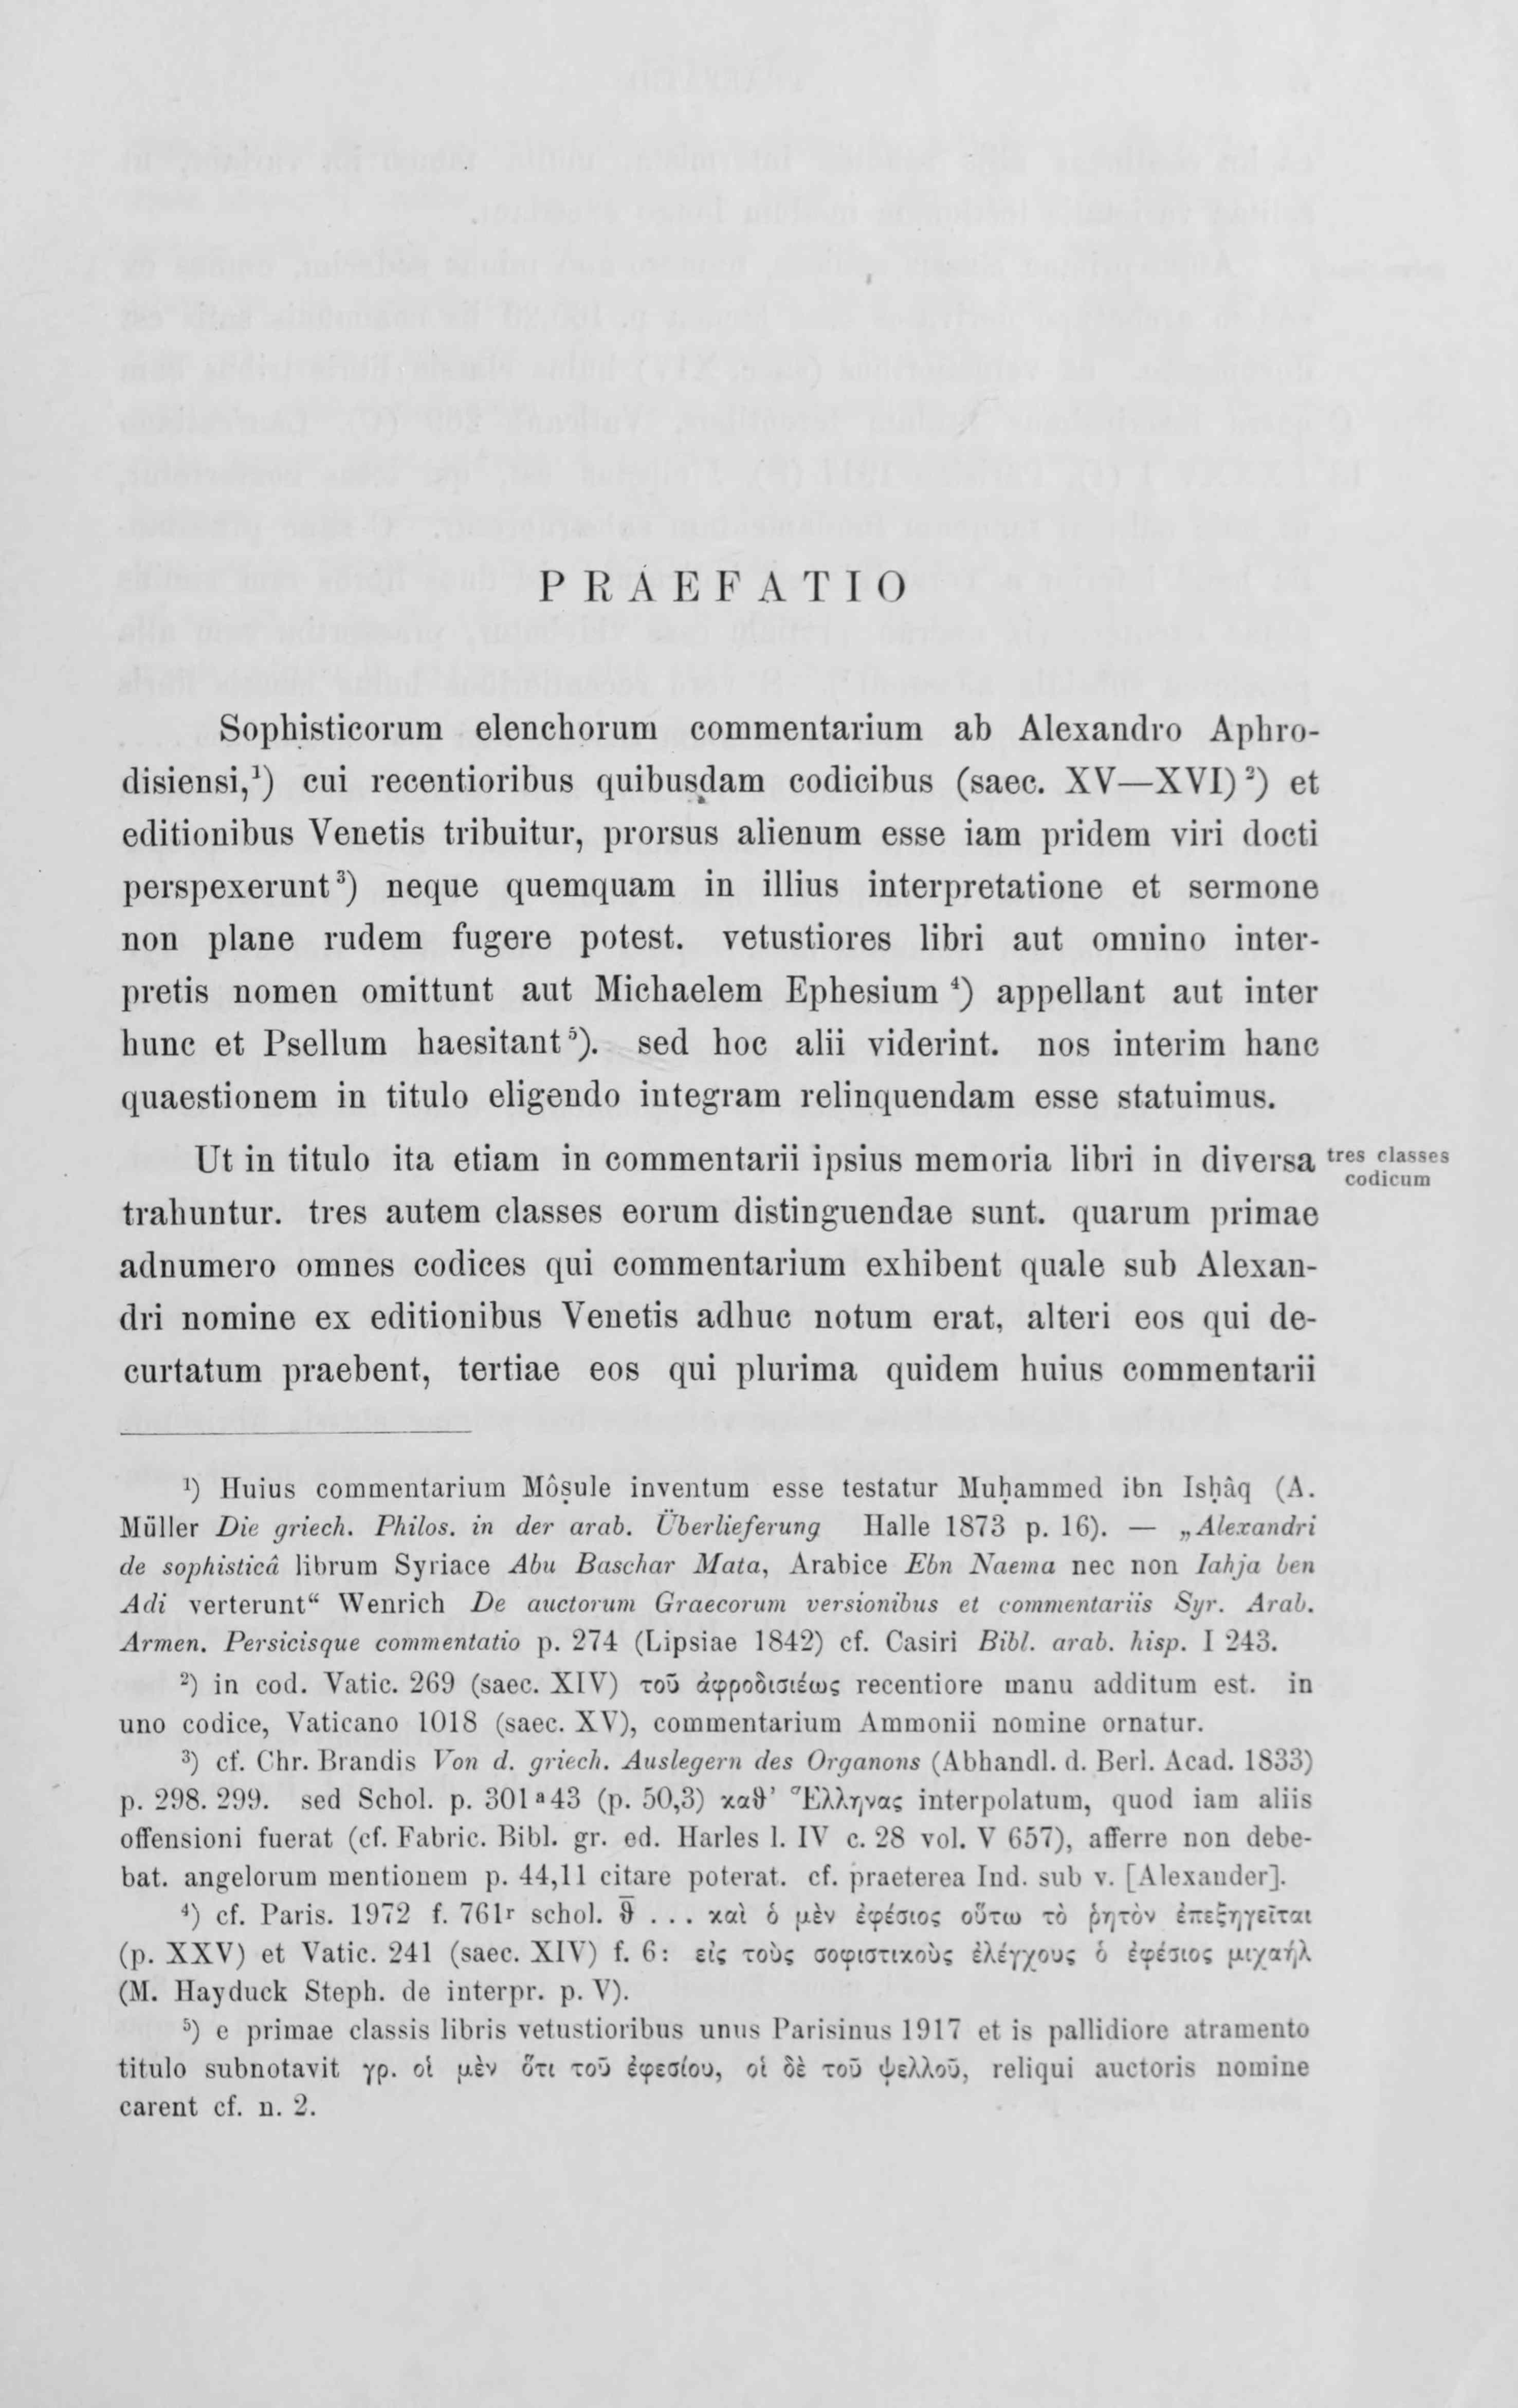 PRAEFATIO
Sophisticorum elenchorum commentarium ab Alexandro Aphro-
disiensi,¹) cui recentioribus quibusdam codicibus (saec. XV—XVI)²) et
editionibus Venetis tribuitur, prorsus alienum esse iam pridem viri docti
perspexerunt³) neque quemquam in illius interpretatione et sermone
non plane rudem fugere potest. vetustiores libri aut omnino inter-
pretis nomen omittunt aut Michaelem Ephesium⁴) appellant aut inter
hunc et Psellum haesitant⁵). sed hoc alii viderint. nos interim hanc
quaestionem in titulo eligendo integram relinquendam esse statuimus.
Ut in titulo ita etiam in commentarii ipsius memoria libri in diversa
tres classes
codicum
trahuntur. tres autem classes eorum distinguendae sunt. quarum primae
adnumero omnes codices qui commentarium exhibent quale sub Alexan-
dri nomine ex editionibus Venetis adhuc notum erat, alteri eos qui de-
curtatum praebent, tertiae eos qui plurima quidem huius commentarii
¹) Huius commentarium Môṣule inventum esse testatur Muḥammed ibn Isḥâq (A.
Müller Die griech. Philos. in der arab. Überlieferung Halle 1873 p. 16). — „Alexandri
de sophisticâ librum Syriace Abu Baschar Mata, Arabice Ebn Naema nec non Iahja ben
Adi verterunt“ Wenrich De auctorum Graecorum versionibus et commentariis Syr. Arab.
Armen. Persicisque commentatio p. 274 (Lipsiae 1842) cf. Casiri Bibl. arab. hisp. I 243.
²) in cod. Vatic. 269 (saec. XIV) τοῦ ἀφροδισιέως recentiore manu additum est. in
uno codice, Vaticano 1018 (saec. XV), commentarium Ammonii nomine ornatur.
³) cf. Chr. Brandis Von d. griech. Auslegern des Organons (Abhandl. d. Berl. Acad. 1833)
p. 298. 299. sed Schol. p. 301ᵃ43 (p. 50,3) καθ’ Ἕλληνας interpolatum, quod iam aliis
offensioni fuerat (cf. Fabric. Bibl. gr. ed. Harles l. IV c. 28 vol. V 657), afferre non debe-
bat. angelorum mentionem p. 44,11 citare poterat. cf. praeterea Ind. sub v. [Alexander].
⁴) cf. Paris. 1972 f. 761ʳ schol. θ̄ ... καὶ ὁ μὲν ἐφέσιος οὕτω τὸ ῥητὸν ἐπεξηγεῖται
(p. XXV) et Vatic. 241 (saec. XIV) f. 6: εἰς τοὺς σοφιστικοὺς ἐλέγχους ὁ ἐφέσιος μιχαήλ
(M. Hayduck Steph. de interpr. p. V).
⁵) e primae classis libris vetustioribus unus Parisinus 1917 et is pallidiore atramento
titulo subnotavit γρ. οἱ μὲν ὅτι τοῦ ἐφεσίου, οἱ δὲ τοῦ ψελλοῦ, reliqui auctoris nomine
carent cf. n. 2.